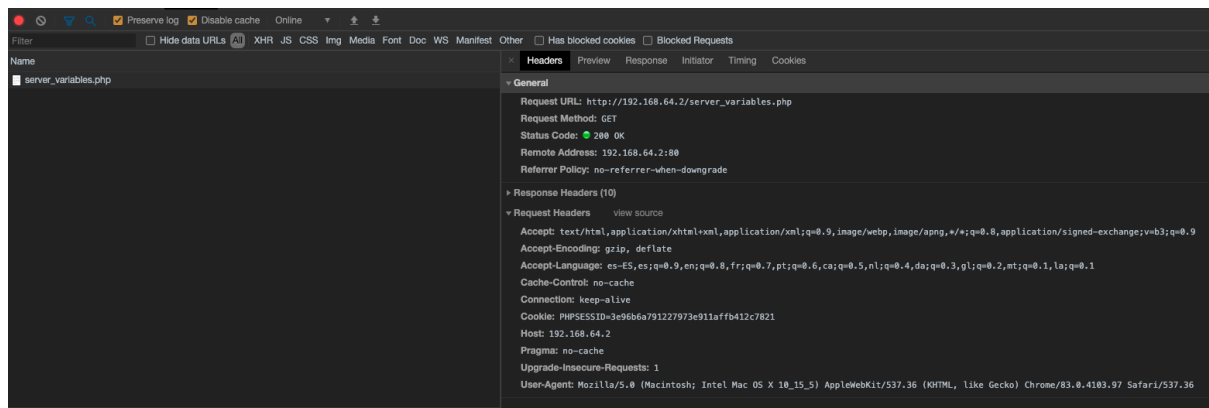 Preserve log Disable cache Online
Filter Hide data URLs All XHR JS CSS Img Media Font Doc WS Manifest Other Has blocked cookies Blocked Requests
Name
server_variables.php
× Headers Preview Response Initiator Timing Cookies
General
Request URL: http://192.168.64.2/server_variables.php
Request Method: GET
Status Code: 200 OK
Remote Address: 192.168.64.2:80
Referrer Policy: no-referrer-when-downgrade
Response Headers (10)
Request Headers view source
Accept: text/html,application/xhtml+xml,application/xml;q=0.9,image/webp,image/apng,*/*;q=0.8,application/signed-exchange;v=b3;q=0.9
Accept-Encoding: gzip, deflate
Accept-Language: es-ES,es;q=0.9,en;q=0.8,fr;q=0.7,pt;q=0.6,ca;q=0.5,nl;q=0.4,da;q=0.3,gl;q=0.2,mt;q=0.1,la;q=0.1
Cache-Control: no-cache
Connection: keep-alive
Cookie: PHPSESSID=3e96b6a791227973e911affb412c7821
Host: 192.168.64.2
Pragma: no-cache
Upgrade-Insecure-Requests: 1
User-Agent: Mozilla/5.0 (Macintosh; Intel Mac OS X 10_15_5) AppleWebKit/537.36 (KHTML, like Gecko) Chrome/83.0.4103.97 Safari/537.36